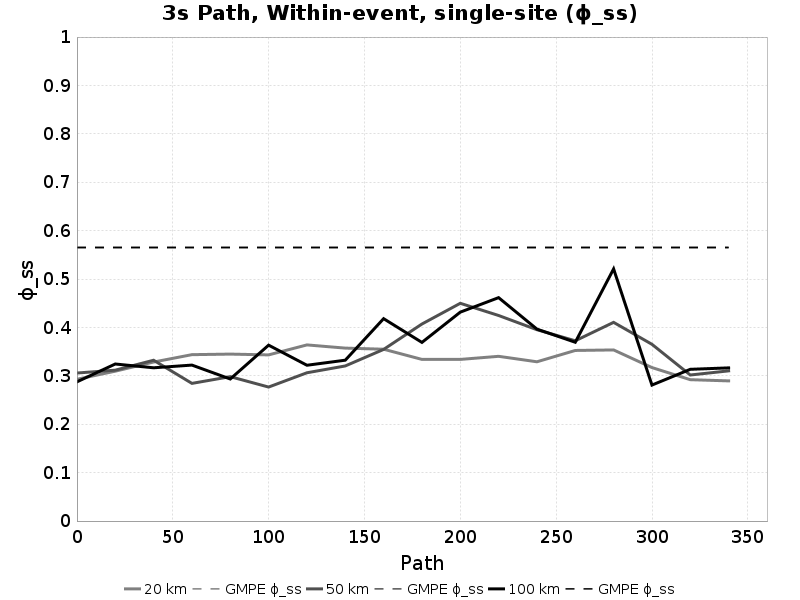 3s Path, Within-event, single-site (ϕ_ss)
1
0.9
0.8
0.7
0.6
0.5
0.4
0.3
0.2
0.1
0
ϕ_ss
0 50 100 150 200 250 300 350
Path
20 km GMPE ϕ_ss 50 km GMPE ϕ_ss 100 km GMPE ϕ_ss